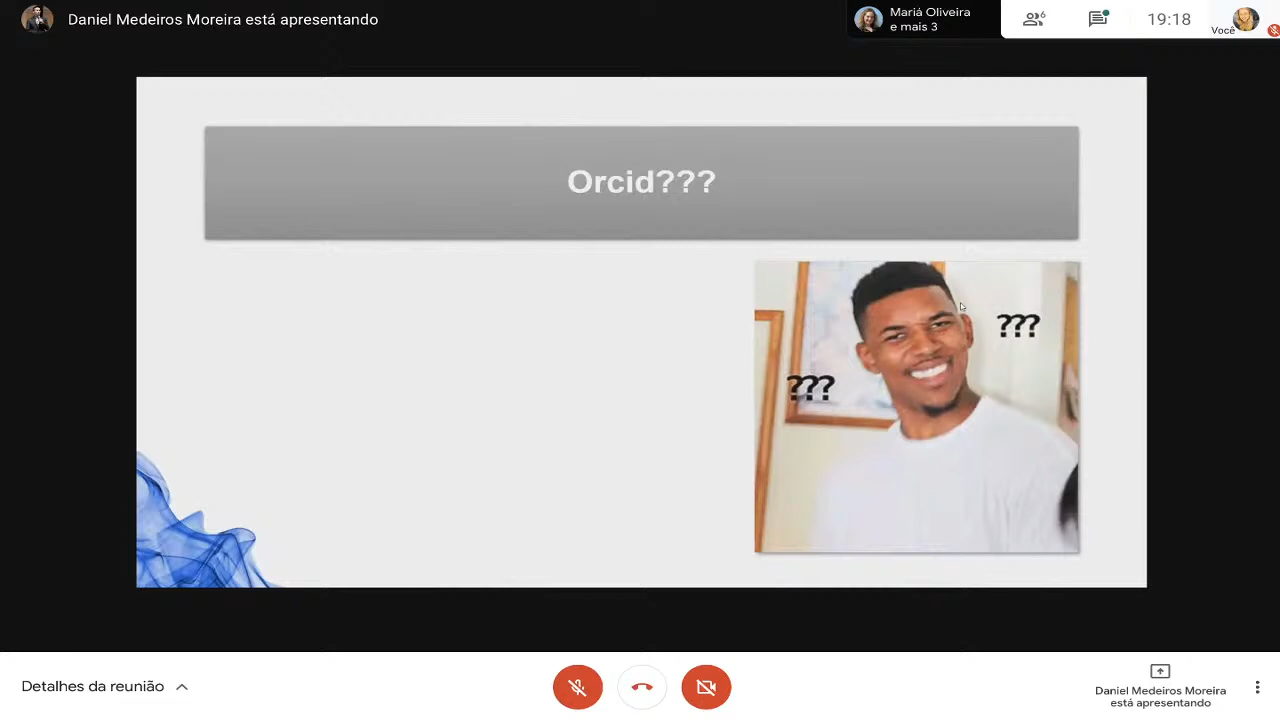 Daniel Medeiros Moreira está apresentando
Mariá Oliveira
e mais 3
6
19:18
Você
Orcid???
???
???
Detalhes da reunião
Daniel Medeiros Moreira
está apresentando